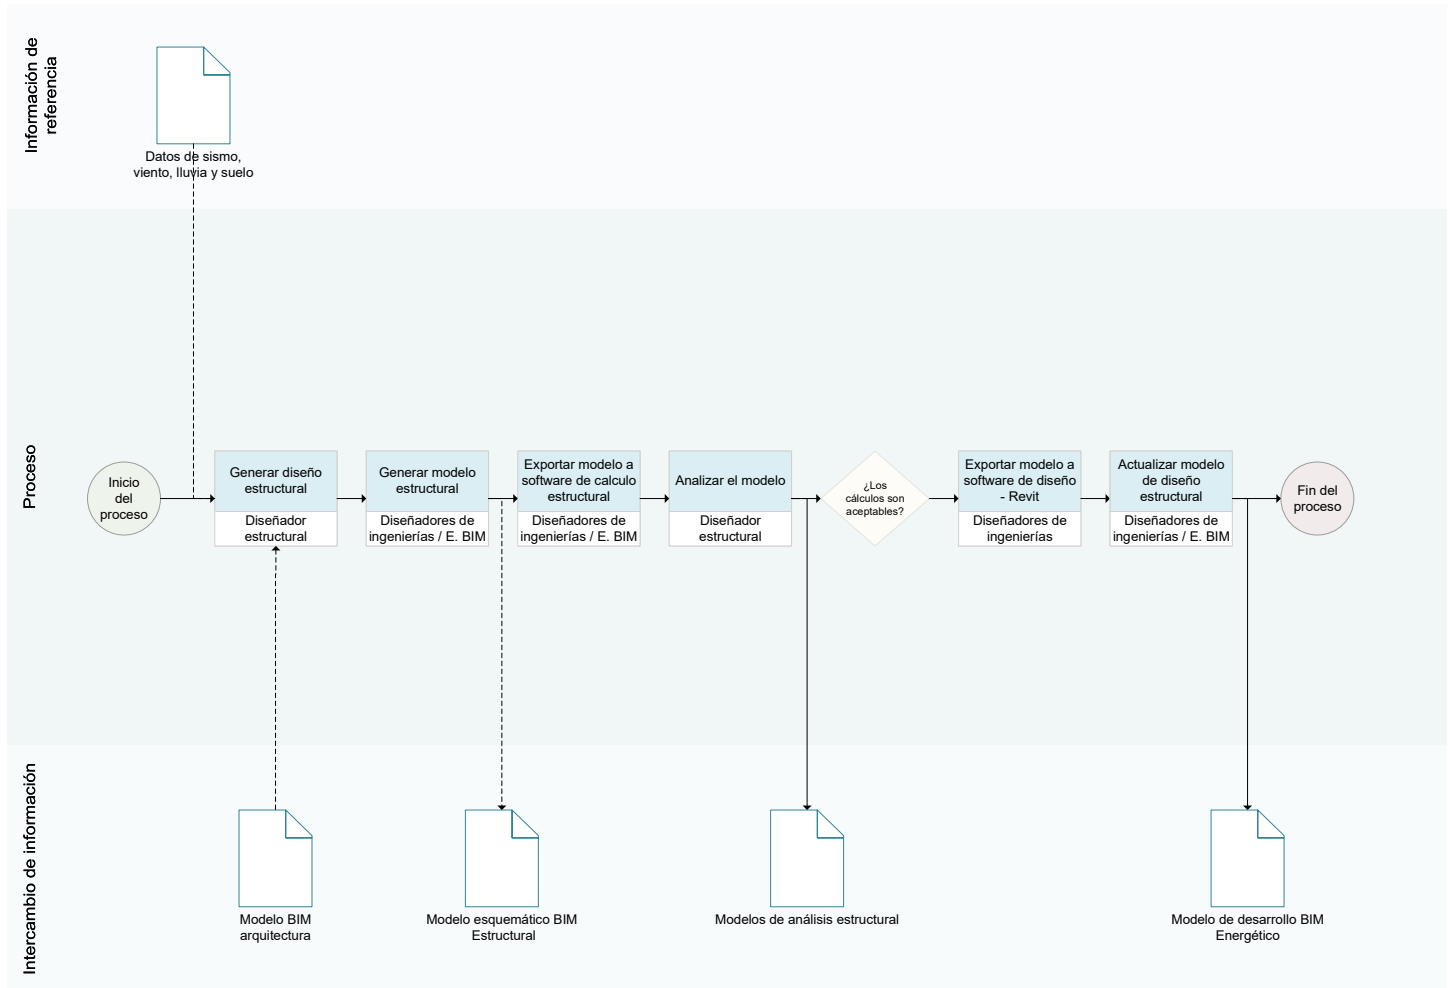 Información de
referencia
Datos de sismo,
viento, lluvia y suelo
Proceso
Inicio
del
proceso
Generar diseño
estructural
Diseñador
estructural
Generar modelo
estructural
Diseñadores de
ingenierías / E. BIM
Exportar modelo a
software de calculo
estructural
Diseñadores de
ingenierías / E. BIM
Analizar el modelo
Diseñador
estructural
¿Los
cálculos son
aceptables?
Exportar modelo a
software de diseño
- Revit
Diseñadores de
ingenierías
Actualizar modelo
de diseño
estructural
Diseñadores de
ingenierías / E. BIM
Fin del
proceso
Intercambio de información
Modelo BIM
arquitectura
Modelo esquemático BIM
Estructural
Modelos de análisis estructural
Modelo de desarrollo BIM
Energético